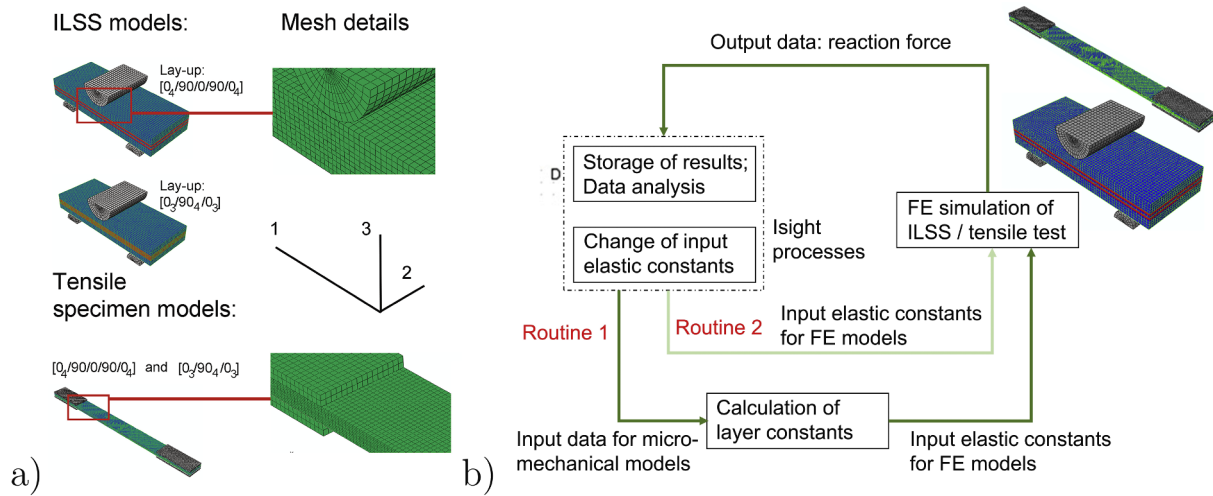 ILSS models:
Mesh details
Lay-up:
[0₄/90/0/90/0₄]
Lay-up:
[0₃/90₄/0₃]
1
3
2
Tensile
specimen models:
[0₄/90/0/90/0₄] and [0₃/90₄/0₃]
a)
Output data: reaction force
D
Storage of results;
Data analysis
Change of input
elastic constants
Isight
processes
FE simulation of
ILSS / tensile test
Routine 1
Routine 2
Input elastic constants
for FE models
Calculation of
layer constants
Input data for micro-
mechanical models
Input elastic constants
for FE models
b)